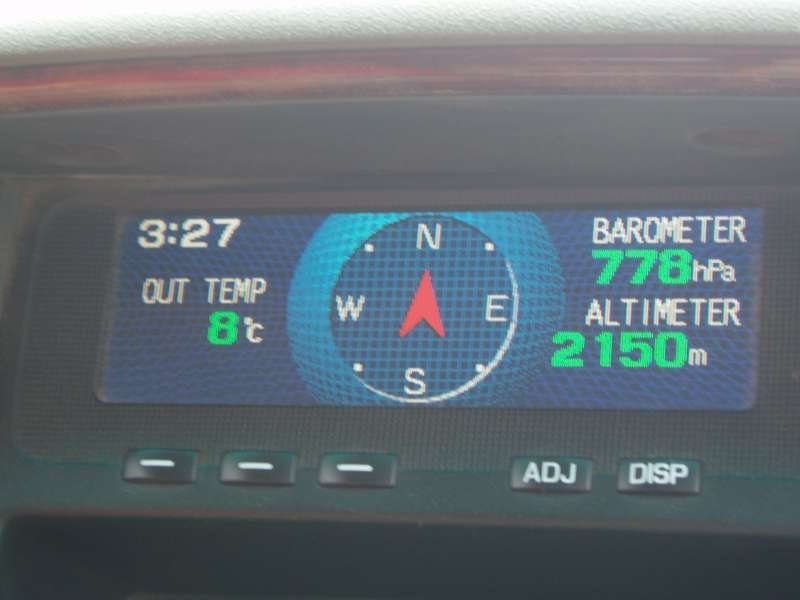 3:27
OUT TEMP
8°C
N
W
E
S
BAROMETER
778hPa
ALTIMETER
2150m
ADJ
DISP